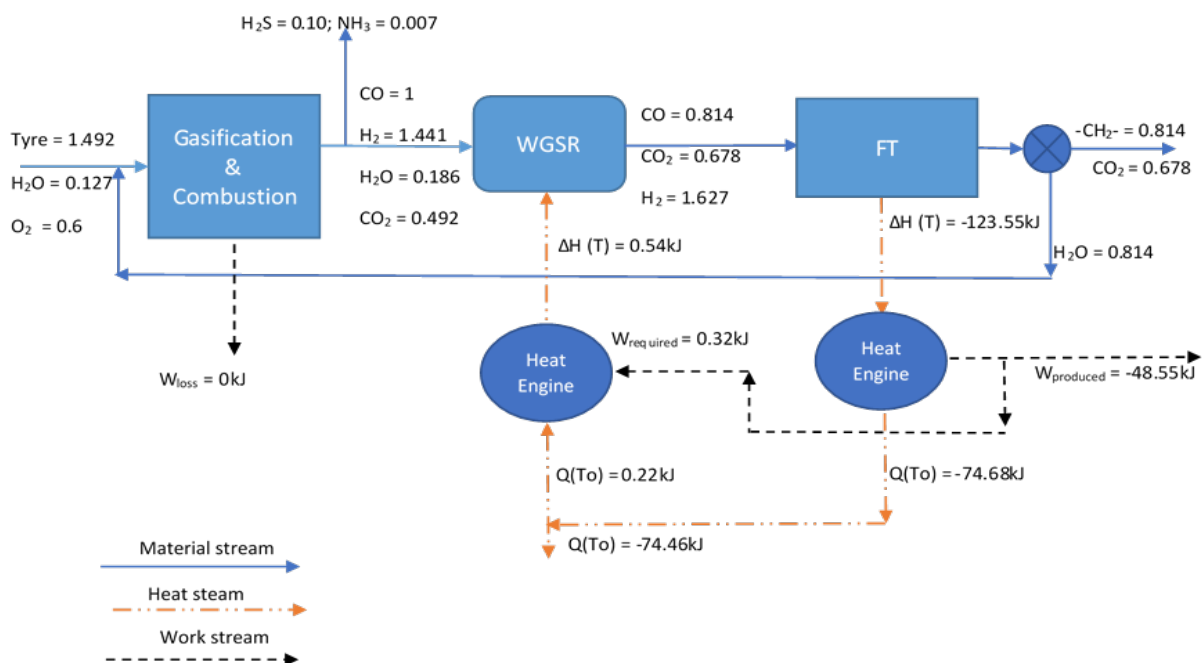 H₂S = 0.10; NH₃ = 0.007
Tyre = 1.492
H₂O = 0.127
O₂ = 0.6
Gasification
&
Combustion
CO = 1
H₂ = 1.441
H₂O = 0.186
CO₂ = 0.492
WGSR
CO = 0.814
CO₂ = 0.678
H₂ = 1.627
FT
-CH₂- = 0.814
CO₂ = 0.678
H₂O = 0.814
ΔH (T) = 0.54kJ
ΔH (T) = -123.55kJ
Wloss = 0kJ
Heat
Engine
Wrequired = 0.32kJ
Heat
Engine
Wproduced = -48.55kJ
Q(To) = 0.22kJ
Q(To) = -74.68kJ
Q(To) = -74.46kJ
Material stream
Heat steam
Work stream